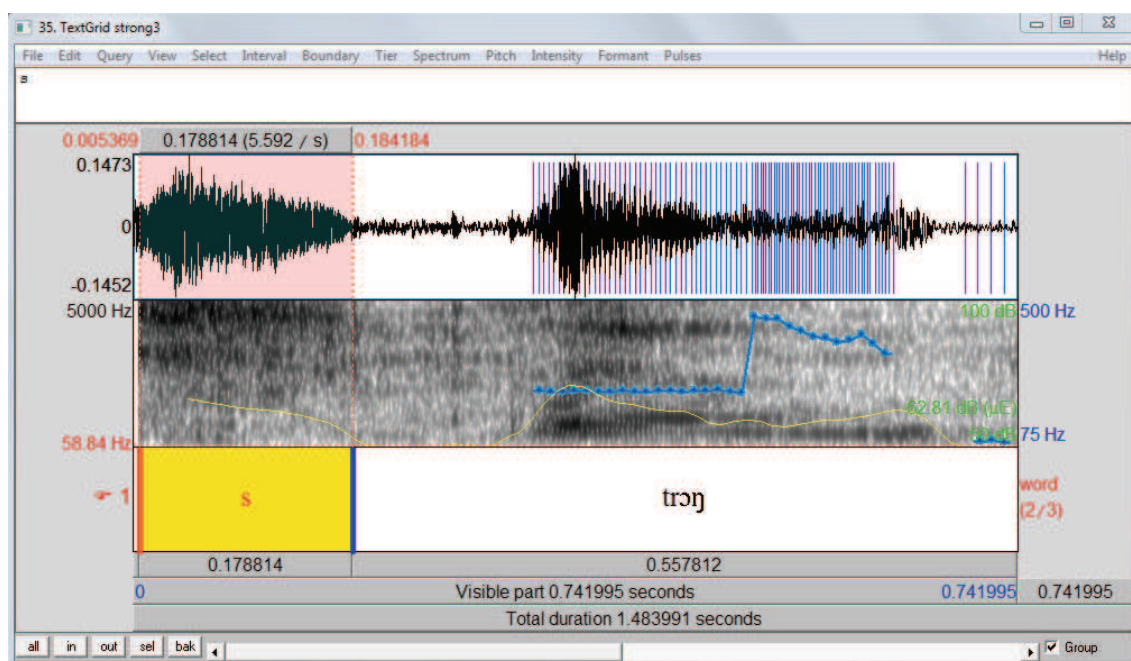 35. TextGrid strong3
File Edit Query View Select Interval Boundary Tier Spectrum Pitch Intensity Formant Pulses Help
s
0.005369 0.178814 (5.592 / s) 0.184184
0.1473
0
-0.1452
5000 Hz 100 dB 500 Hz
62.81 dB (µE)
58.84 Hz 75 Hz
☞ 1 s trɔŋ word
(2/3)
0.178814 0.557812
0 Visible part 0.741995 seconds 0.741995 0.741995
Total duration 1.483991 seconds
all in out sel bak Group